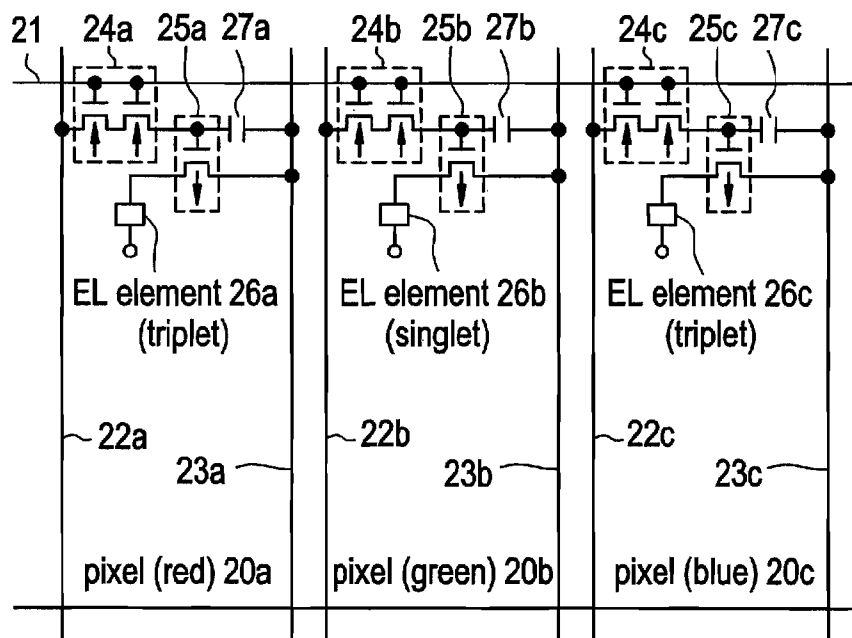 24a 25a 27a 24b 25b 27b 24c 25c 27c
21
EL element 26a
(triplet)
EL element 26b
(singlet)
EL element 26c
(triplet)
22a 22b 22c
23a 23b 23c
pixel (red) 20a
pixel (green) 20b
pixel (blue) 20c